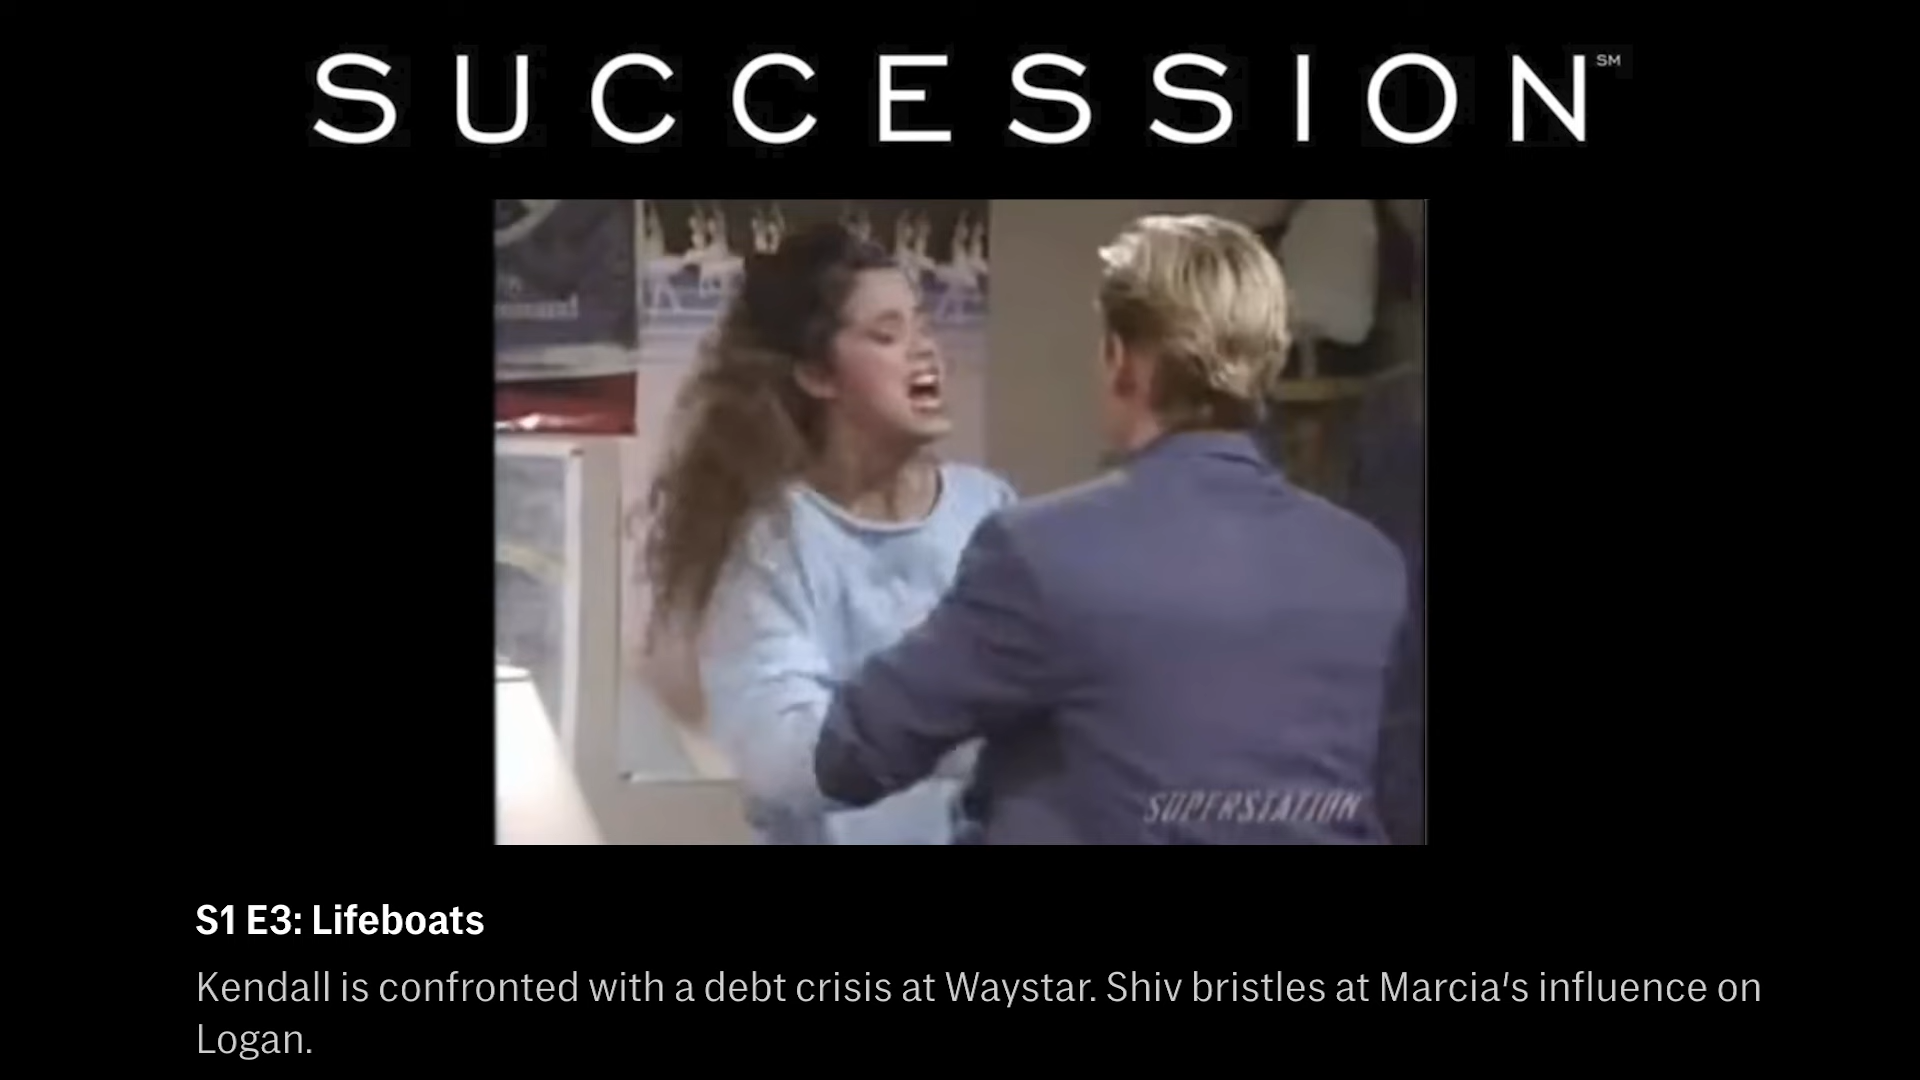 SUCCESSION℠
SUPERSTATION
S1 E3: Lifeboats
Kendall is confronted with a debt crisis at Waystar. Shiv bristles at Marcia's influence on
Logan.